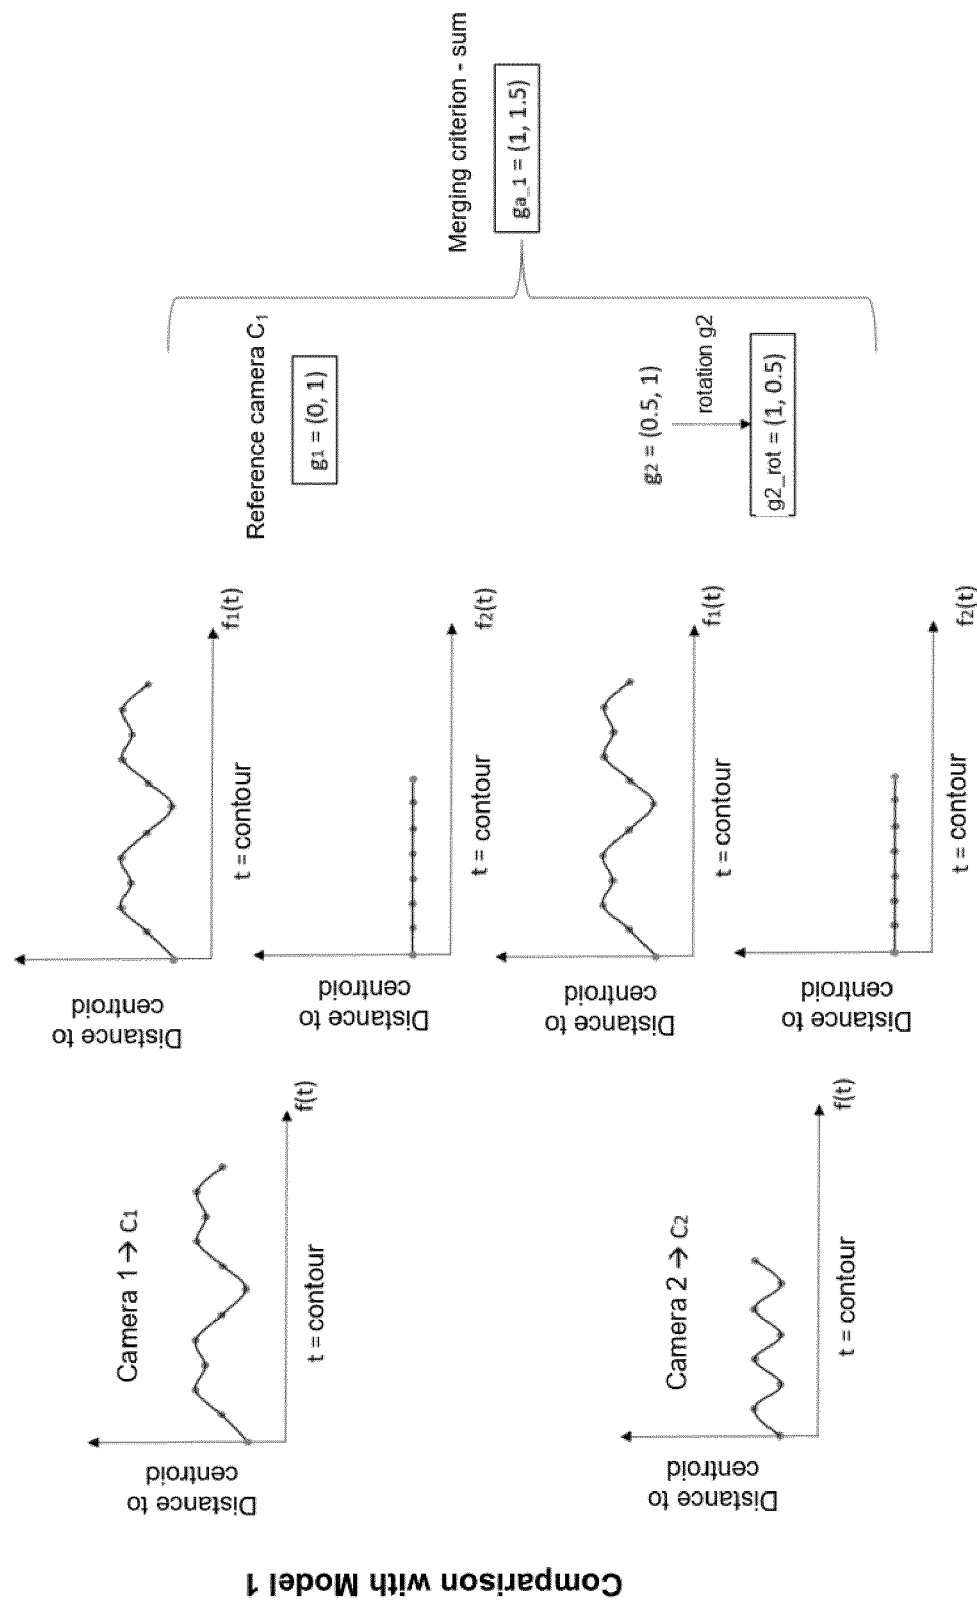 Comparison with Model 1
Camera 1 → C1
Distance to
centroid
t = contour
f(t)
Distance to
centroid
t = contour
f1(t)
Distance to
centroid
t = contour
f2(t)
Reference camera C1
g1 = (0, 1)
Camera 2 → C2
Distance to
centroid
t = contour
f(t)
Distance to
centroid
t = contour
f1(t)
Distance to
centroid
t = contour
f2(t)
g2 = (0.5, 1)
rotation g2
g2_rot = (1, 0.5)
Merging criterion - sum
ga_1 = (1, 1.5)